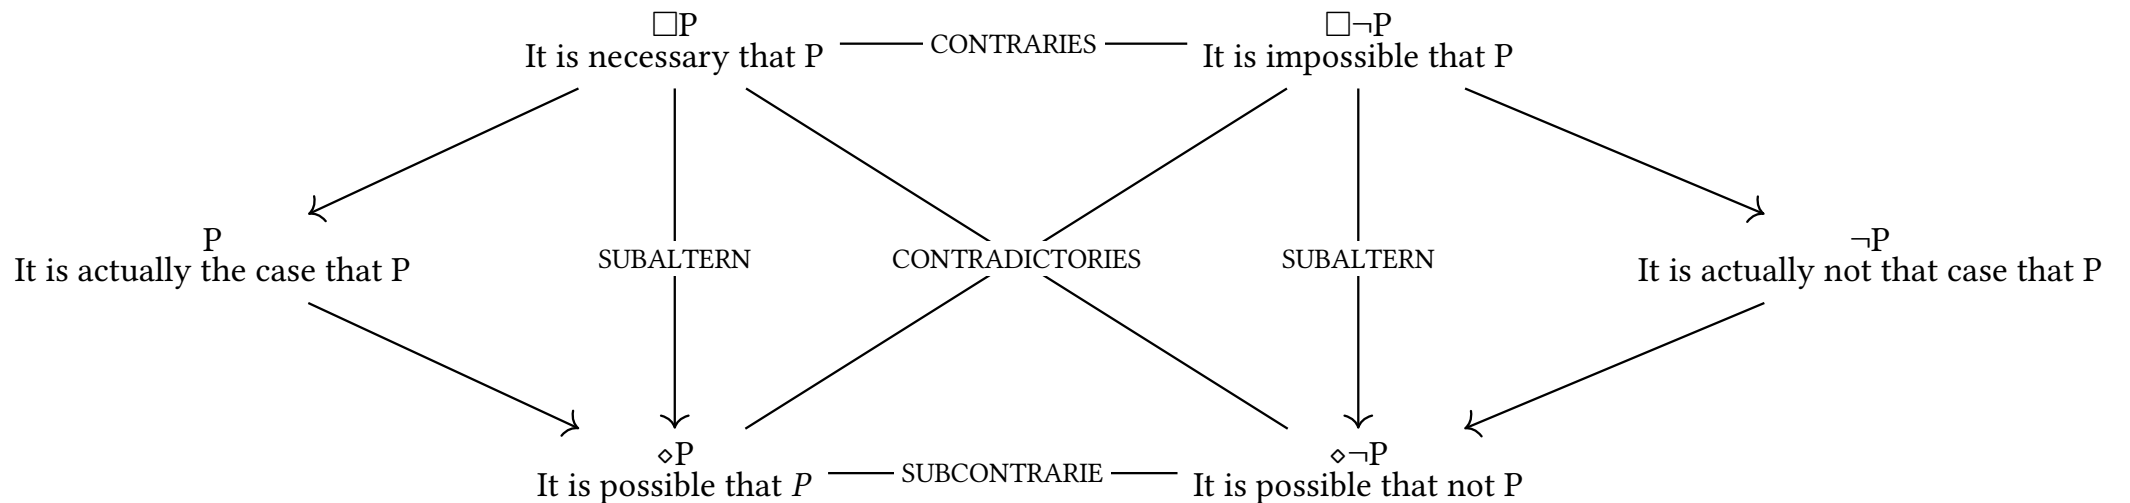 □P
It is necessary that P
CONTRARIES
□¬P
It is impossible that P
P
It is actually the case that P
SUBALTERN
CONTRADICTORIES
SUBALTERN
¬P
It is actually not that case that P
⋄P
It is possible that P
SUBCONTRARIE
⋄¬P
It is possible that not P